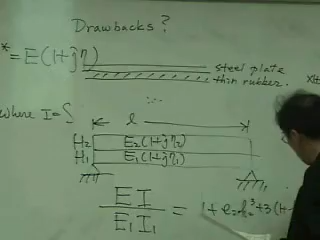 Drawbacks?
* = E(1+jη)
steel plate
thin rubber.
where I = S
l
H₂ E₂(1+jη₂)
H₁ E₁(1+jη₁)
EI / E₁I₁ = 1 + e₂h₂³ + 3(1+